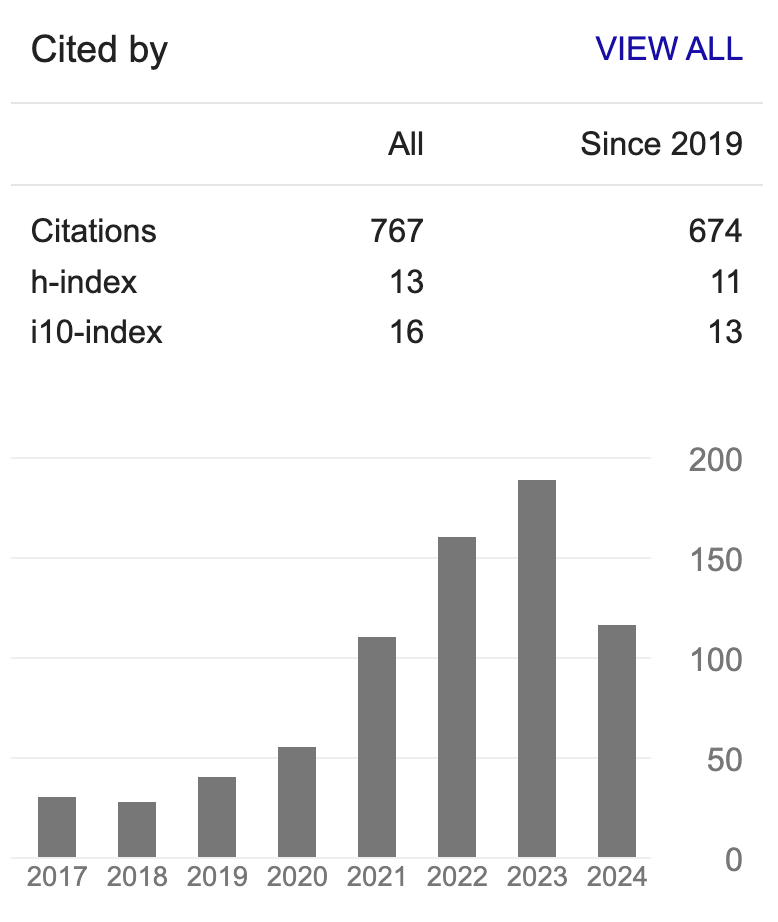 Cited by VIEW ALL
All Since 2019
Citations 767 674
h-index 13 11
i10-index 16 13
200
150
100
50
0
2017 2018 2019 2020 2021 2022 2023 2024